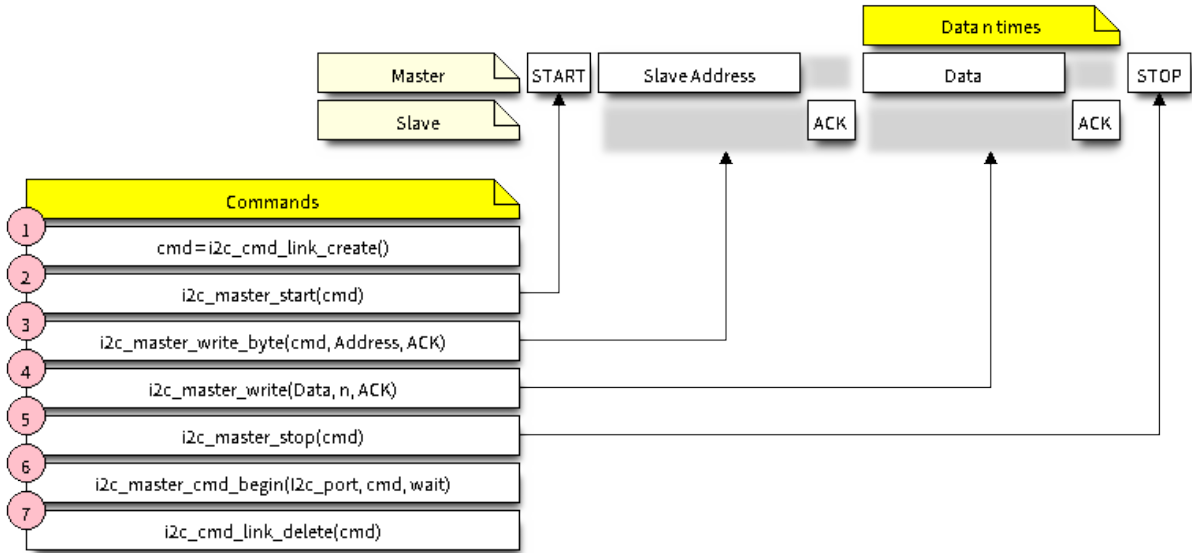 Data n times
Master START Slave Address Data STOP
Slave ACK ACK
Commands
1
cmd=i2c_cmd_link_create()
2
i2c_master_start(cmd)
3
i2c_master_write_byte(cmd, Address, ACK)
4
i2c_master_write(Data, n, ACK)
5
i2c_master_stop(cmd)
6
i2c_master_cmd_begin(I2c_port, cmd, wait)
7
i2c_cmd_link_delete(cmd)